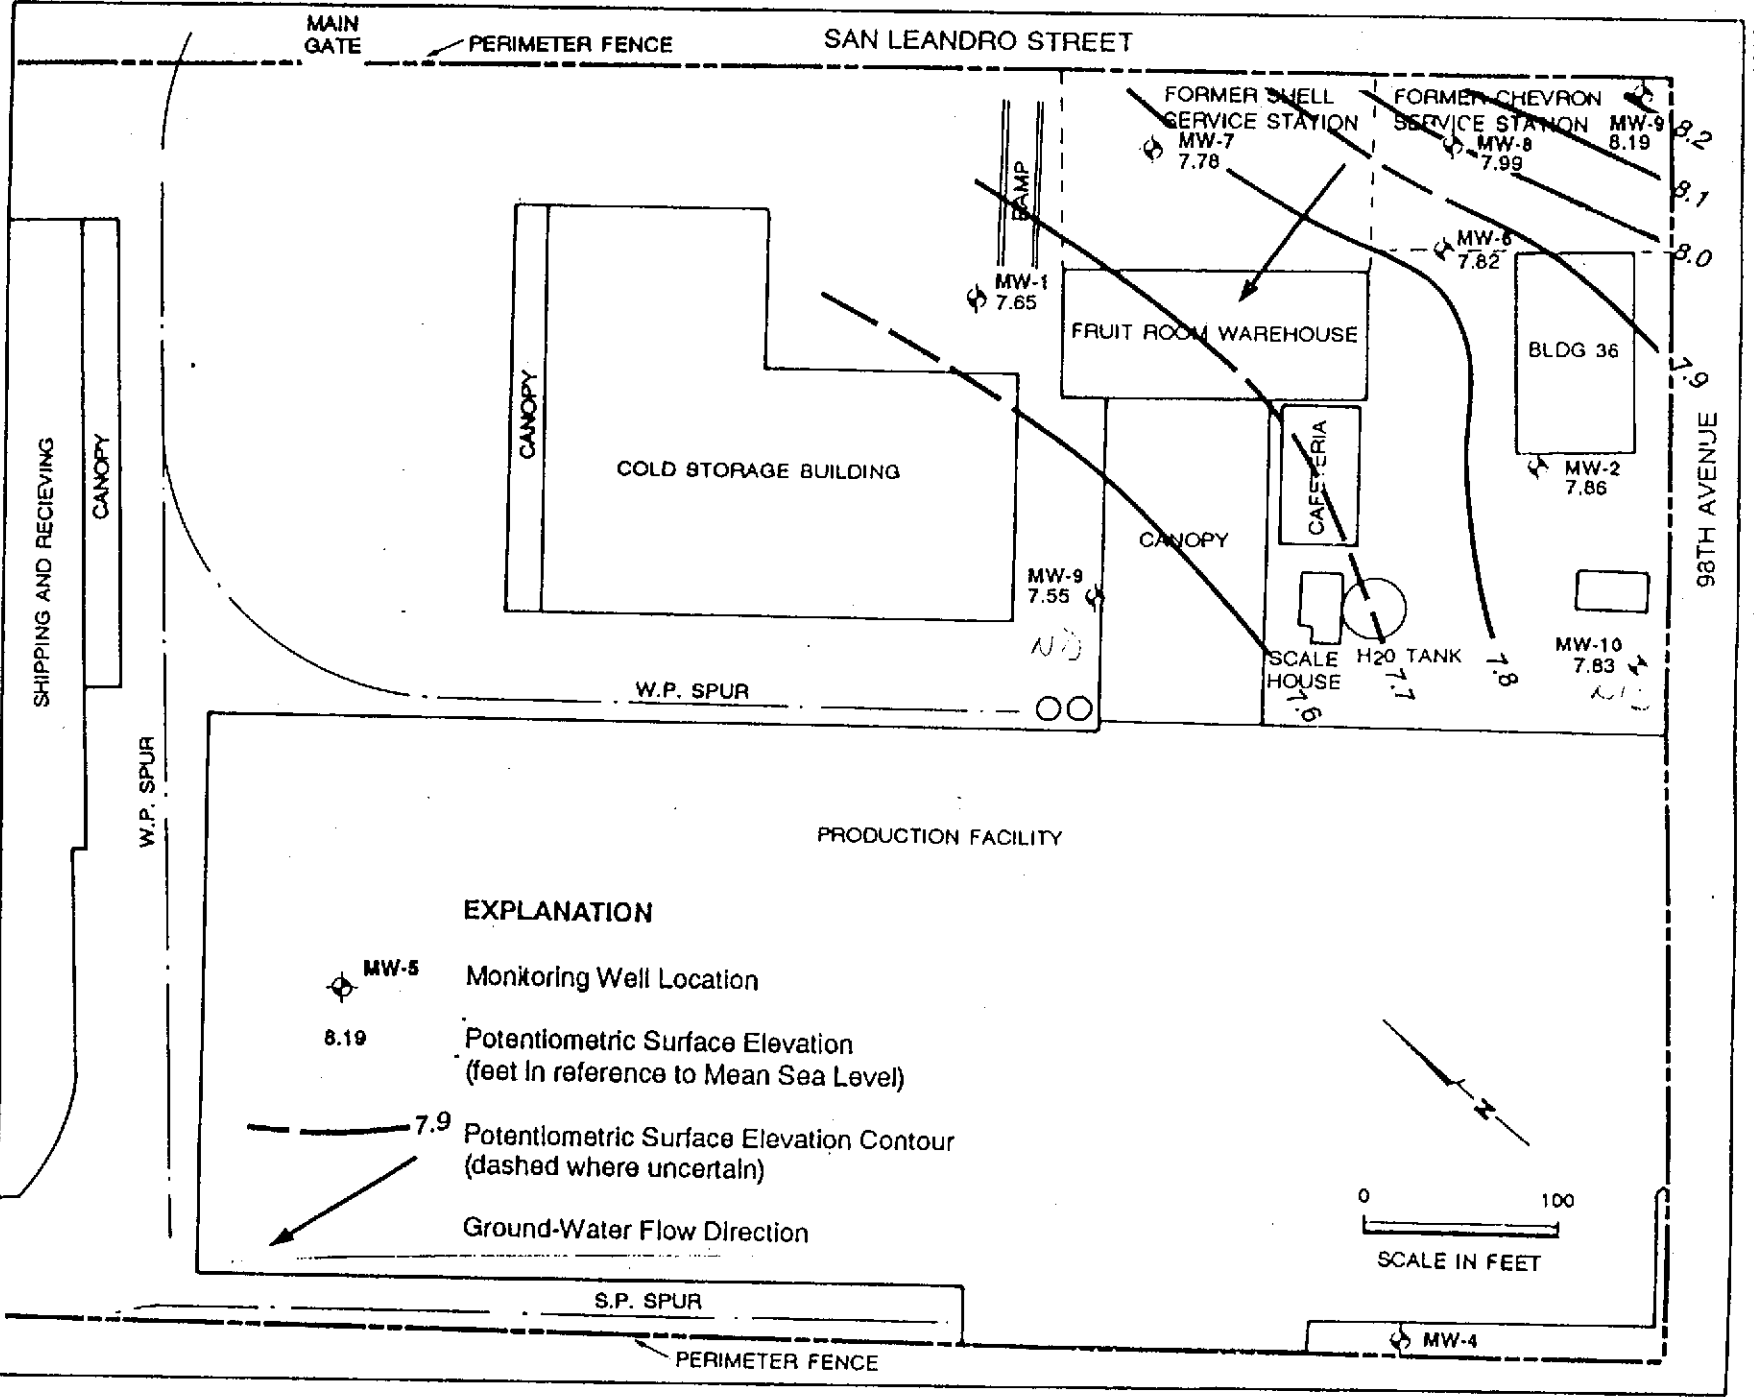 MAIN
GATE
PERIMETER FENCE
SAN LEANDRO STREET
FORMER SHELL
SERVICE STATION
FORMER CHEVRON
SERVICE STATION
MW-9
8.19
8.2
MW-7
7.78
MW-8
7.99
8.1
RAMP
MW-6
7.82
8.0
MW-1
7.65
FRUIT ROOM WAREHOUSE
BLDG 36
7.9
CANOPY
COLD STORAGE BUILDING
CAFETERIA
MW-2
7.86
98TH AVENUE
SHIPPING AND RECIEVING
CANOPY
CANOPY
MW-9
7.55
ND
SCALE
HOUSE
H20 TANK
7.6
7.7
7.8
MW-10
7.83
ND
W.P. SPUR
W.P. SPUR
PRODUCTION FACILITY
EXPLANATION
MW-5
Monitoring Well Location
8.19
Potentiometric Surface Elevation
(feet in reference to Mean Sea Level)
7.9
Potentiometric Surface Elevation Contour
(dashed where uncertain)
Ground-Water Flow Direction
N
0 100
SCALE IN FEET
S.P. SPUR
PERIMETER FENCE
MW-4